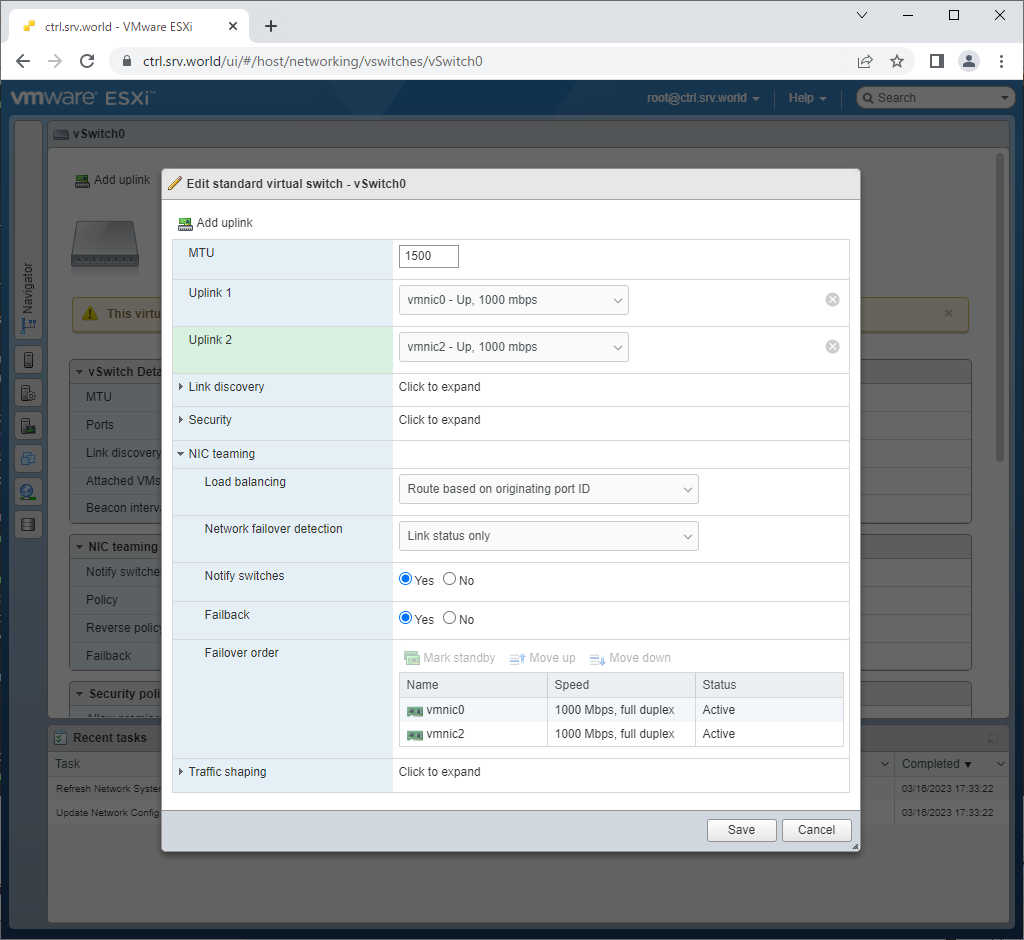 ctrl.srv.world - VMware ESXi
ctrl.srv.world/ui/#/host/networking/vswitches/vSwitch0
vmware ESXi™
root@ctrl.srv.world
Help
Search
vSwitch0
Navigator
Add uplink
This virtu
vSwitch Deta
MTU
Ports
Link discovery
Attached VMs
Beacon interv
NIC teaming
Notify switche
Policy
Reverse policy
Failback
Security poli
Edit standard virtual switch - vSwitch0
Add uplink
MTU 1500
Uplink 1 vmnic0 - Up, 1000 mbps
Uplink 2 vmnic2 - Up, 1000 mbps
Link discovery Click to expand
Security Click to expand
NIC teaming
Load balancing Route based on originating port ID
Network failover detection Link status only
Notify switches Yes No
Failback Yes No
Failover order Mark standby Move up Move down
Name Speed Status
vmnic0 1000 Mbps, full duplex Active
vmnic2 1000 Mbps, full duplex Active
Traffic shaping Click to expand
Save Cancel
Recent tasks
Task Completed ▼
Refresh Network System 03/16/2023 17:33:22
Update Network Config 03/16/2023 17:33:22